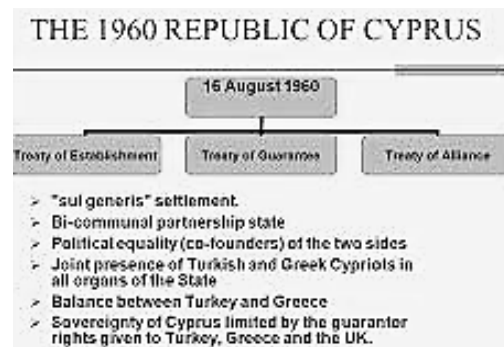 THE 1960 REPUBLIC OF CYPRUS
16 August 1960
Treaty of Establishment
Treaty of Guarantee
Treaty of Alliance
➤ "sui generis" settlement.
➤ Bi-communal partnership state
➤ Political equality (co-founders) of the two sides
➤ Joint presence of Turkish and Greek Cypriots in
all organs of the State
➤ Balance between Turkey and Greece
➤ Sovereignty of Cyprus limited by the guarantor
rights given to Turkey, Greece and the UK.